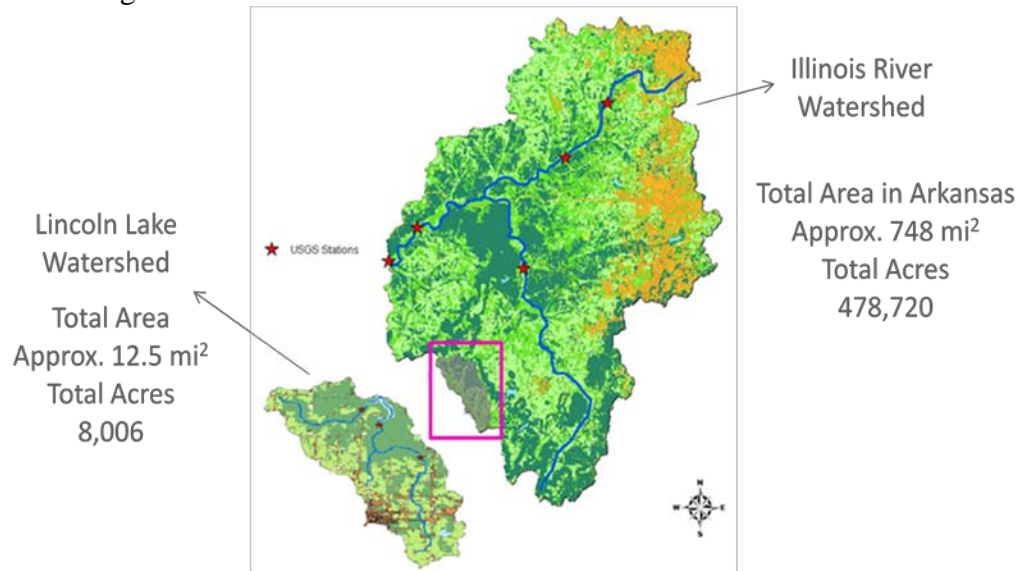 Illinois River
Watershed
Total Area in Arkansas
Approx. 748 mi²
Total Acres
478,720
Lincoln Lake
Watershed
Total Area
Approx. 12.5 mi²
Total Acres
8,006
USGS Stations
N
W E
S